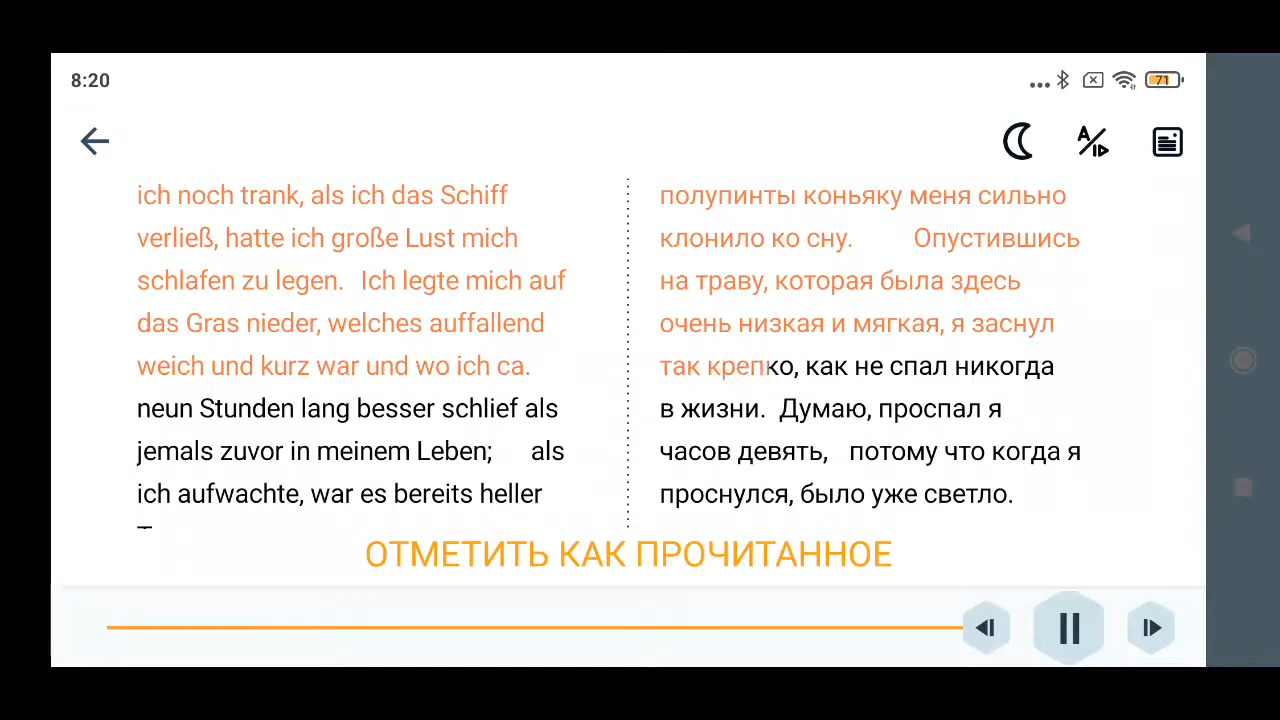 8:20
71
ich noch trank, als ich das Schiff
verließ, hatte ich große Lust mich
schlafen zu legen. Ich legte mich auf
das Gras nieder, welches auffallend
weich und kurz war und wo ich ca.
neun Stunden lang besser schlief als
jemals zuvor in meinem Leben; als
ich aufwachte, war es bereits heller
полупинты коньяку меня сильно
клонило ко сну. Опустившись
на траву, которая была здесь
очень низкая и мягкая, я заснул
так крепко, как не спал никогда
в жизни. Думаю, проспал я
часов девять, потому что когда я
проснулся, было уже светло.
ОТМЕТИТЬ КАК ПРОЧИТАННОЕ